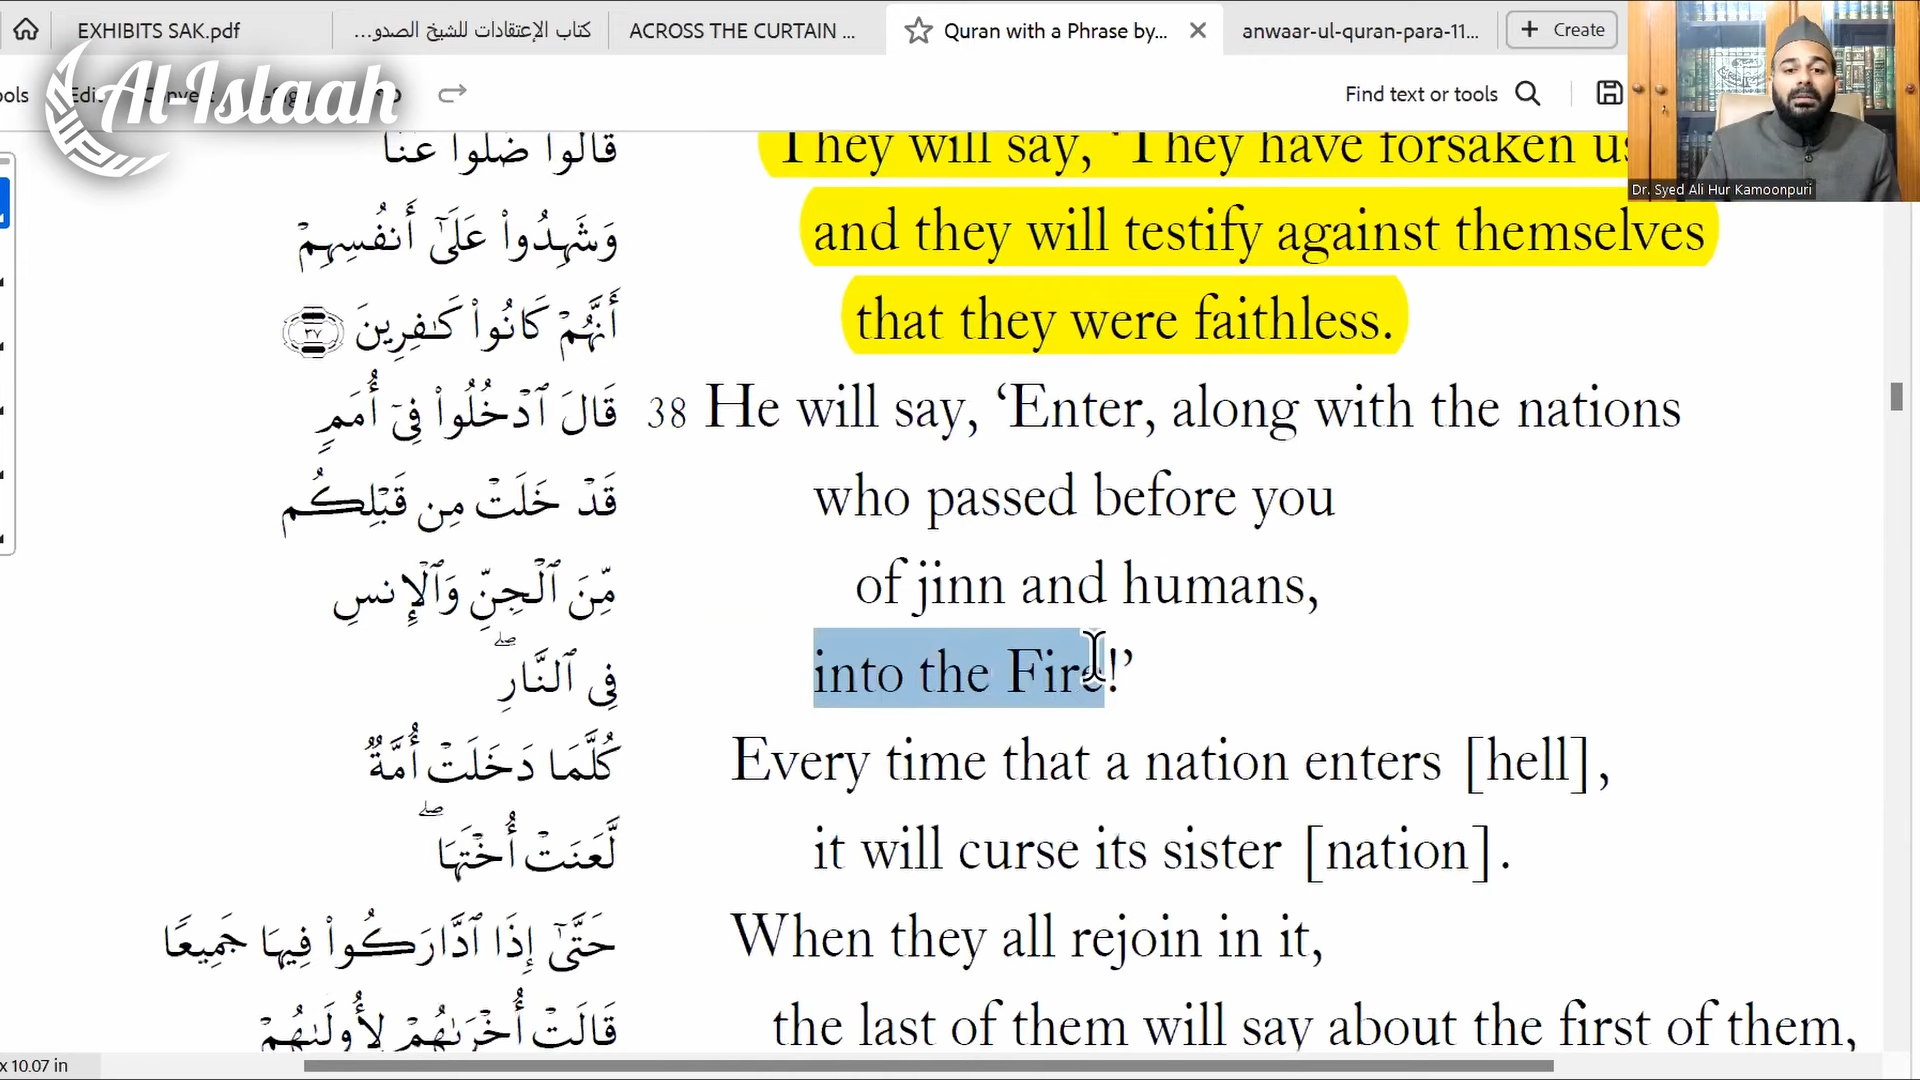 EXHIBITS SAK.pdf
كتاب الإعتقادات للشيخ الصدو...
ACROSS THE CURTAIN ...
Quran with a Phrase by...
anwaar-ul-quran-para-11...
Create
Al-Islaah
Edit
Find text or tools
Dr. Syed Ali Hur Kamoonpuri
قَالُوا ضَلُّوا عَنَّا
They will say, ‘They have forsaken us
وَشَهِدُوا۟ عَلَىٰٓ أَنفُسِهِمْ
and they will testify against themselves
أَنَّهُمْ كَانُوا۟ كَـٰفِرِينَ ٣٧
that they were faithless.
قَالَ ٱدْخُلُوا۟ فِىٓ أُمَمٍ
38 He will say, ‘Enter, along with the nations
قَدْ خَلَتْ مِن قَبْلِكُم
who passed before you
مِّنَ ٱلْجِنِّ وَٱلْإِنسِ
of jinn and humans,
فِى ٱلنَّارِ ۖ
into the Fire!’
كُلَّمَا دَخَلَتْ أُمَّةٌ
Every time that a nation enters [hell],
لَّعَنَتْ أُخْتَهَا ۖ
it will curse its sister [nation].
حَتَّىٰٓ إِذَا ٱدَّارَكُوا۟ فِيهَا جَمِيعًا
When they all rejoin in it,
قَالَتْ أُخْرَىٰهُمْ لِأُولَىٰهُمْ
the last of them will say about the first of them,
x 10.07 in